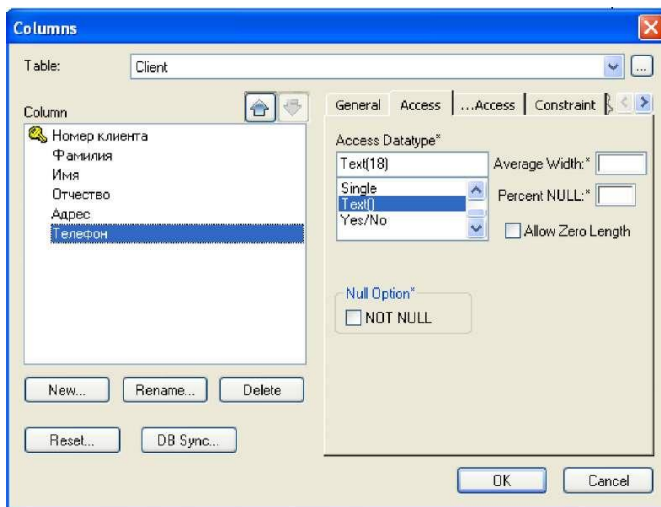 Columns
Table: Client ...
Column
Номер клиента
Фамилия
Имя
Отчество
Адрес
Телефон
New... Rename... Delete
Reset... DB Sync...
General Access ...Access Constraint
Access Datatype*
Text(18)
Single
Text()
Yes/No
Average Width:*
Percent NULL:*
Allow Zero Length
Null Option*
NOT NULL
OK Cancel